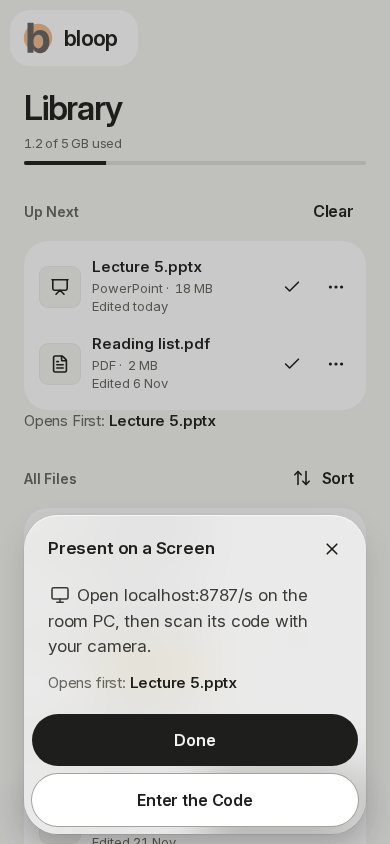 bloop
Library
1.2 of 5 GB used
Up Next
Clear
Lecture 5.pptx
PowerPoint · 18 MB
Edited today
Reading list.pdf
PDF · 2 MB
Edited 6 Nov
Opens First: Lecture 5.pptx
All Files
Sort
Present on a Screen
Open localhost:8787/s on the
room PC, then scan its code with
your camera.
Opens first: Lecture 5.pptx
Done
Enter the Code
Edited 21 Nov